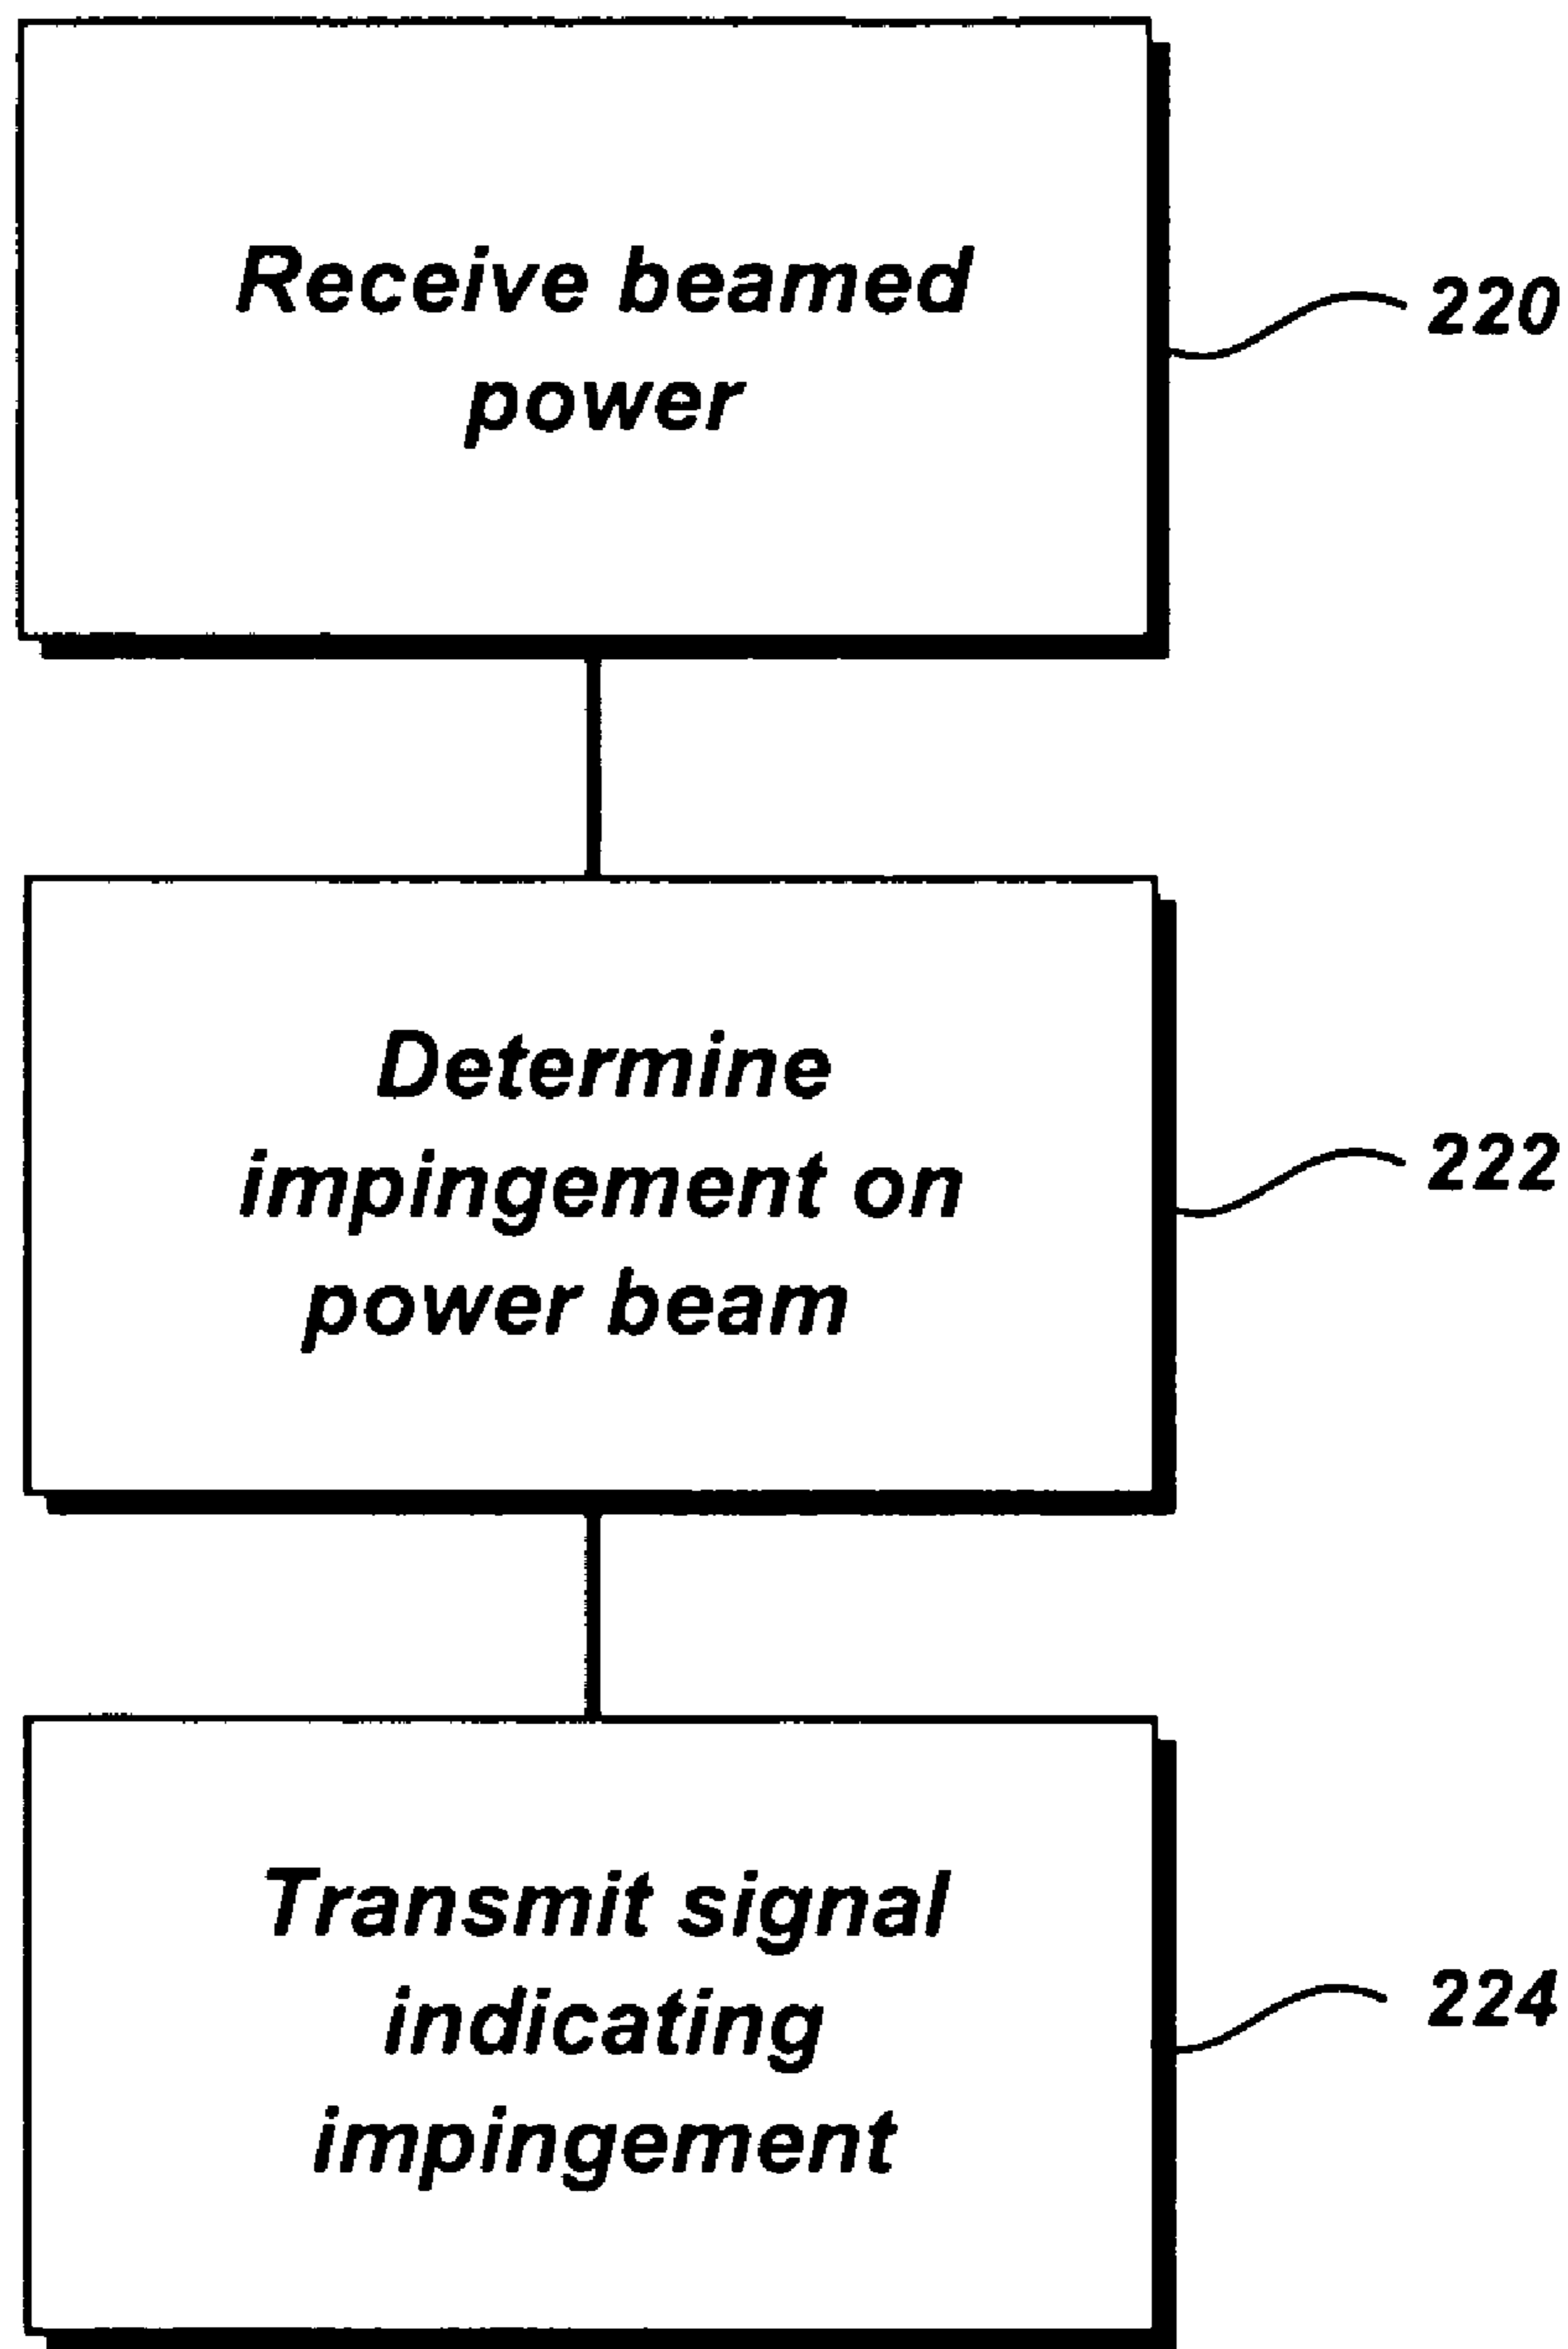 Receive beamed
power
220
Determine
impingement on
power beam
222
Transmit signal
indicating
impingement
224